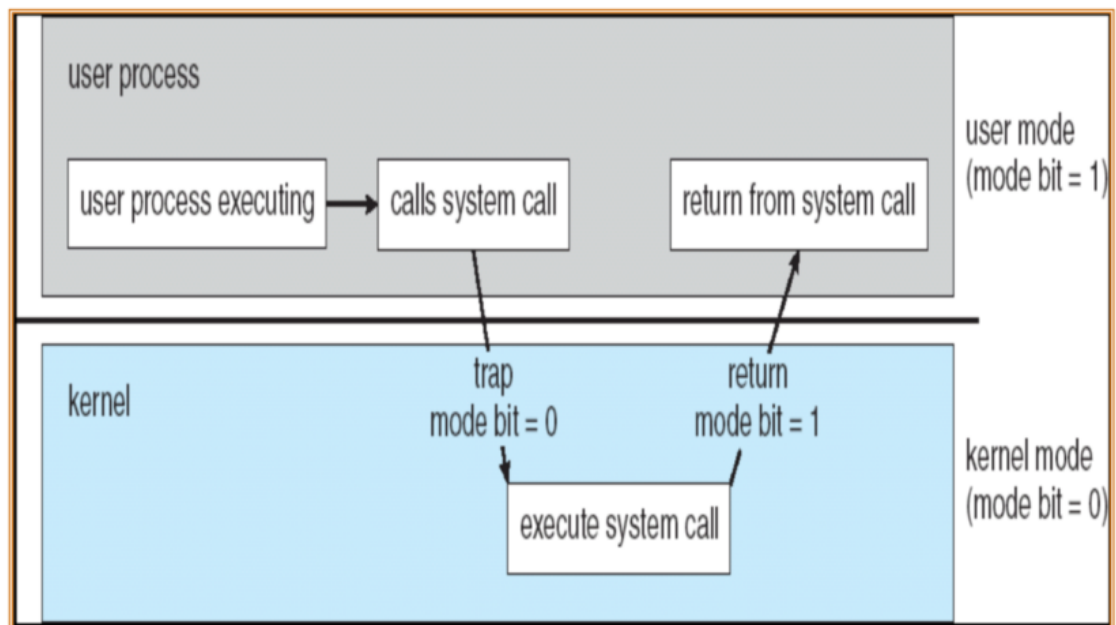 user process
user process executing
calls system call
return from system call
user mode
(mode bit = 1)
kernel
trap
mode bit = 0
return
mode bit = 1
execute system call
kernel mode
(mode bit = 0)